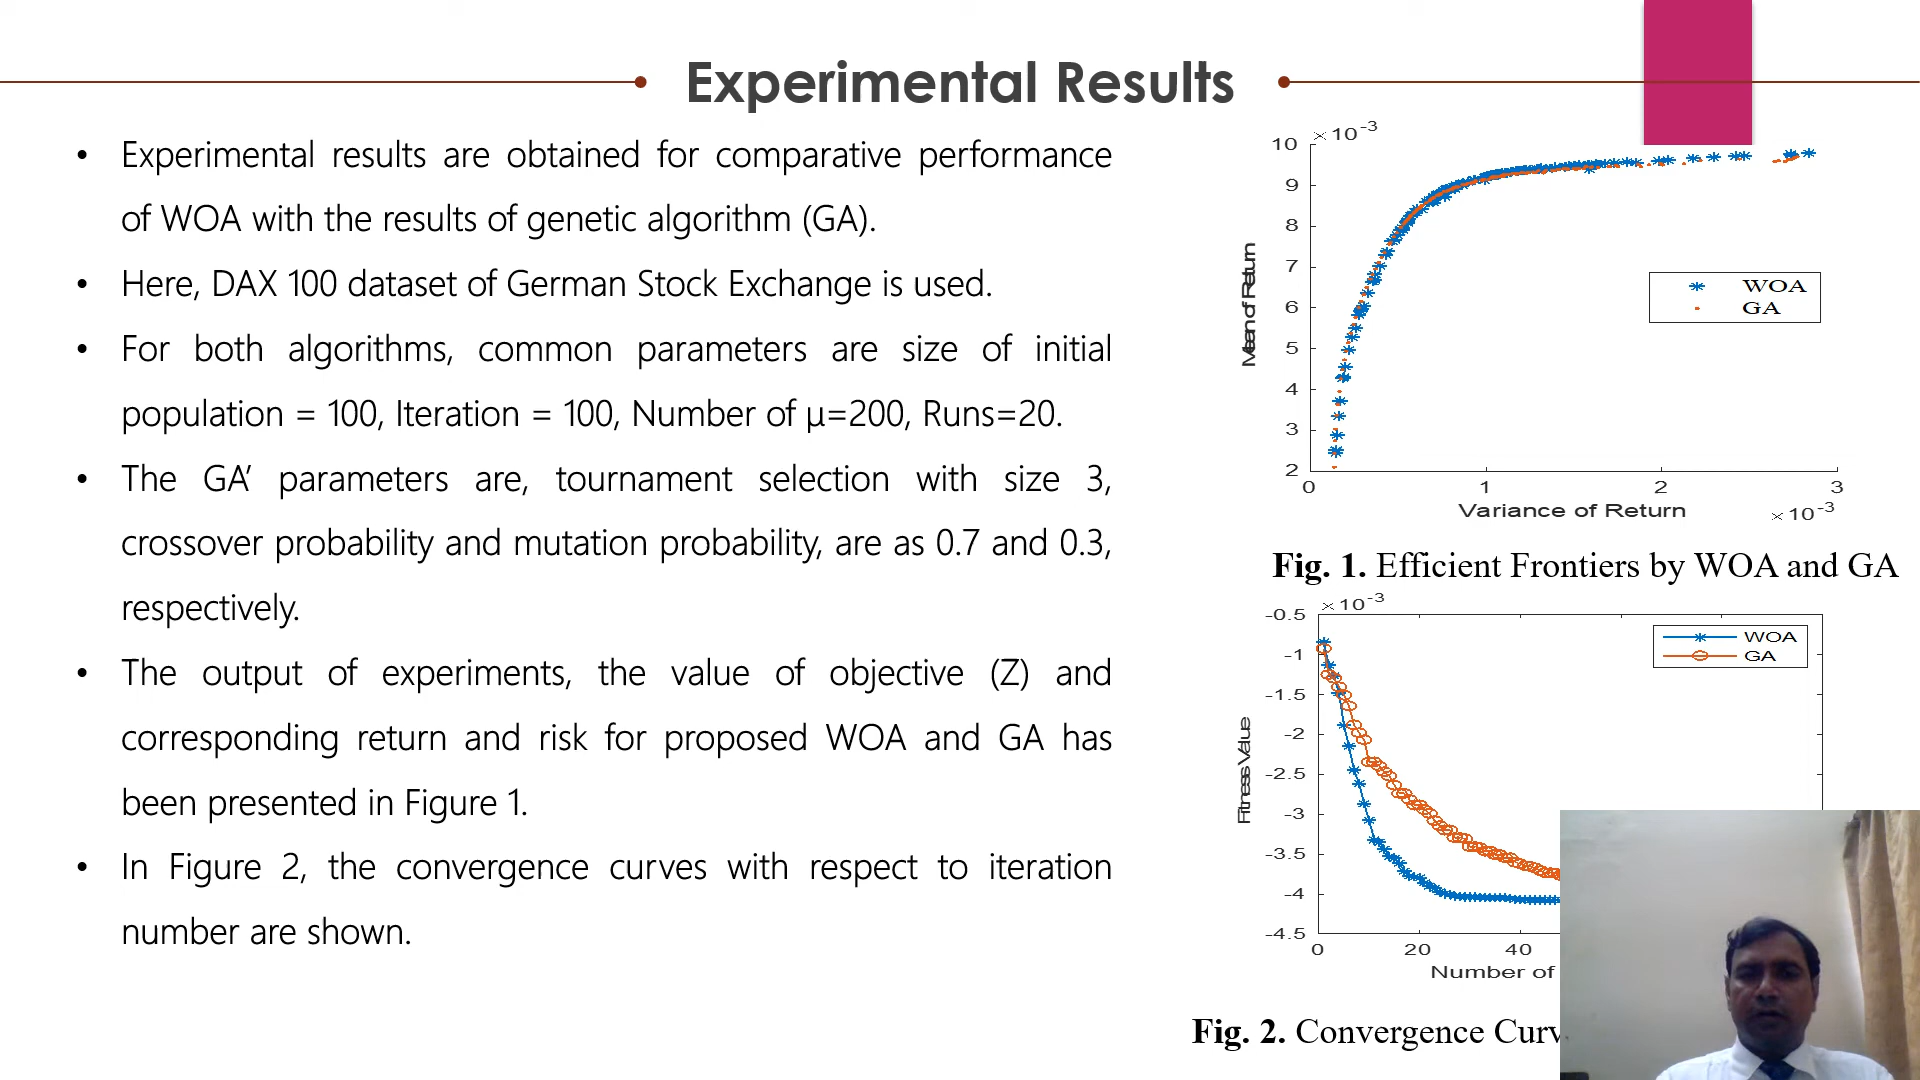 Experimental Results
• Experimental results are obtained for comparative performance
of WOA with the results of genetic algorithm (GA).
• Here, DAX 100 dataset of German Stock Exchange is used.
• For both algorithms, common parameters are size of initial
population = 100, Iteration = 100, Number of µ=200, Runs=20.
• The GA' parameters are, tournament selection with size 3,
crossover probability and mutation probability, are as 0.7 and 0.3,
respectively.
• The output of experiments, the value of objective (Z) and
corresponding return and risk for proposed WOA and GA has
been presented in Figure 1.
• In Figure 2, the convergence curves with respect to iteration
number are shown.
×10-3
10
9
8
7
6
5
4
3
2
Mean of Return
WOA
GA
0 1 2 3
Variance of Return
×10-3
Fig. 1. Efficient Frontiers by WOA and GA
×10-3
-0.5
-1
-1.5
-2
-2.5
-3
-3.5
-4
-4.5
Fitness Value
WOA
GA
0 20 40
Number of
Fig. 2. Convergence Curv